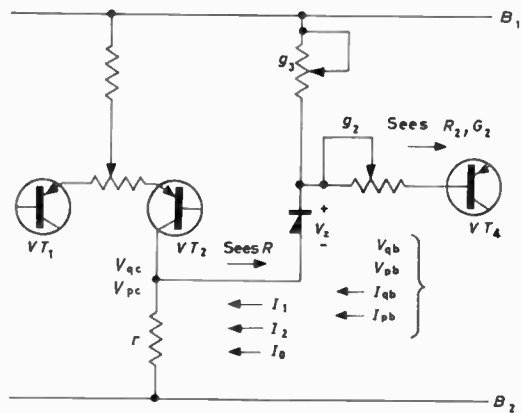 B1
g3
g2
Sees R2, G2
VT1
VT2
Vz
+
-
VT4
Sees R
Vqc
Vpc
Vqb
Vpb
Iqb
Ipb
I1
I2
I0
r
B2